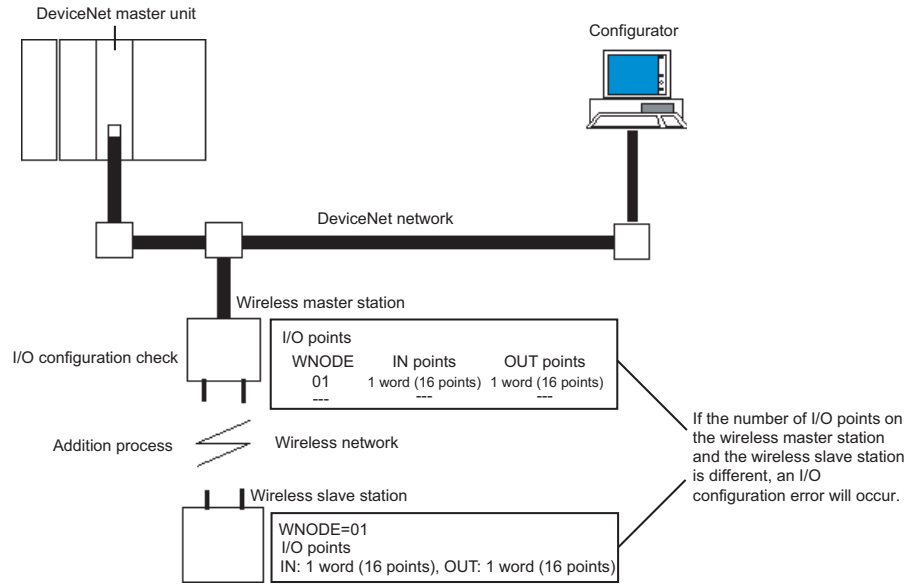 DeviceNet master unit
Configurator
DeviceNet network
Wireless master station
I/O configuration check
I/O points
WNODE IN points OUT points
01 1 word (16 points) 1 word (16 points)
--- --- ---
Addition process
Wireless network
If the number of I/O points on
the wireless master station
and the wireless slave station
is different, an I/O
configuration error will occur.
Wireless slave station
WNODE=01
I/O points
IN: 1 word (16 points), OUT: 1 word (16 points)